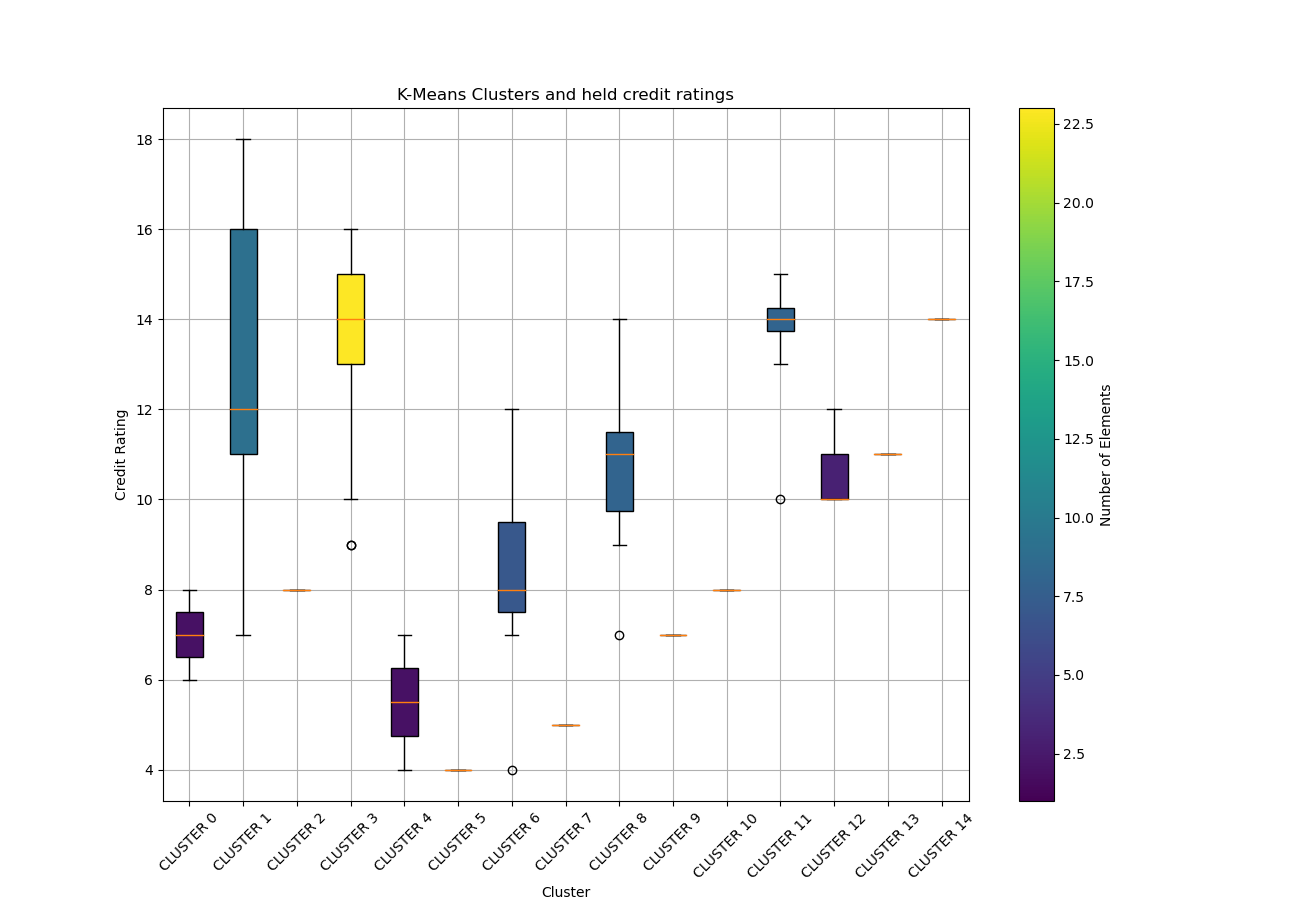 K-Means Clusters and held credit ratings
18
16
14
12
10
8
6
4
Credit Rating
CLUSTER 0
CLUSTER 1
CLUSTER 2
CLUSTER 3
CLUSTER 4
CLUSTER 5
CLUSTER 6
CLUSTER 7
CLUSTER 8
CLUSTER 9
CLUSTER 10
CLUSTER 11
CLUSTER 12
CLUSTER 13
CLUSTER 14
Cluster
22.5
20.0
17.5
15.0
12.5
10.0
7.5
5.0
2.5
Number of Elements